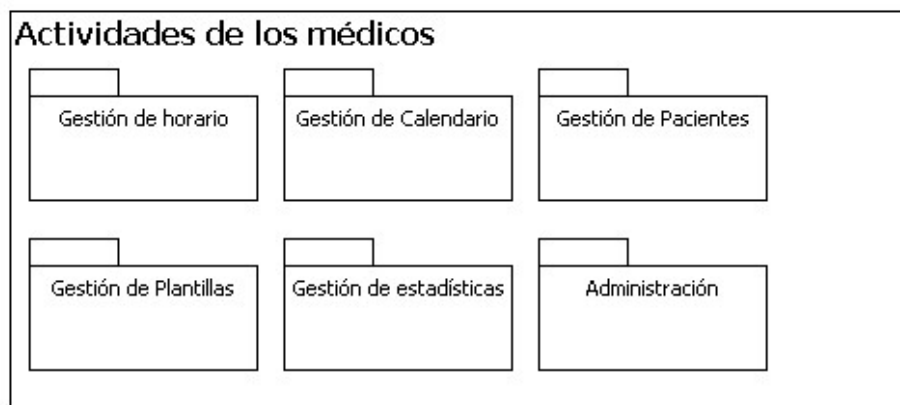 Actividades de los médicos
Gestión de horario
Gestión de Calendario
Gestión de Pacientes
Gestión de Plantillas
Gestión de estadísticas
Administración